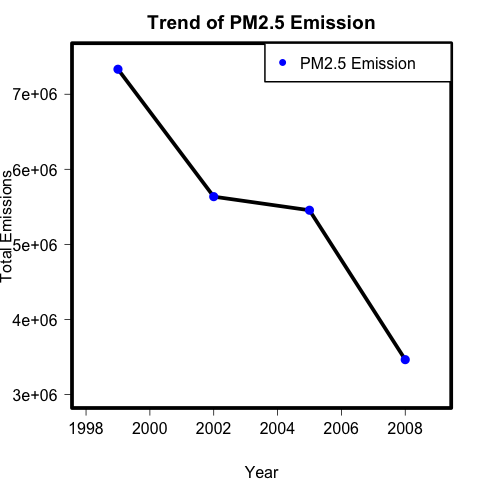 Trend of PM2.5 Emission
PM2.5 Emission
Total Emissions
7e+06
6e+06
5e+06
4e+06
3e+06
1998 2000 2002 2004 2006 2008
Year